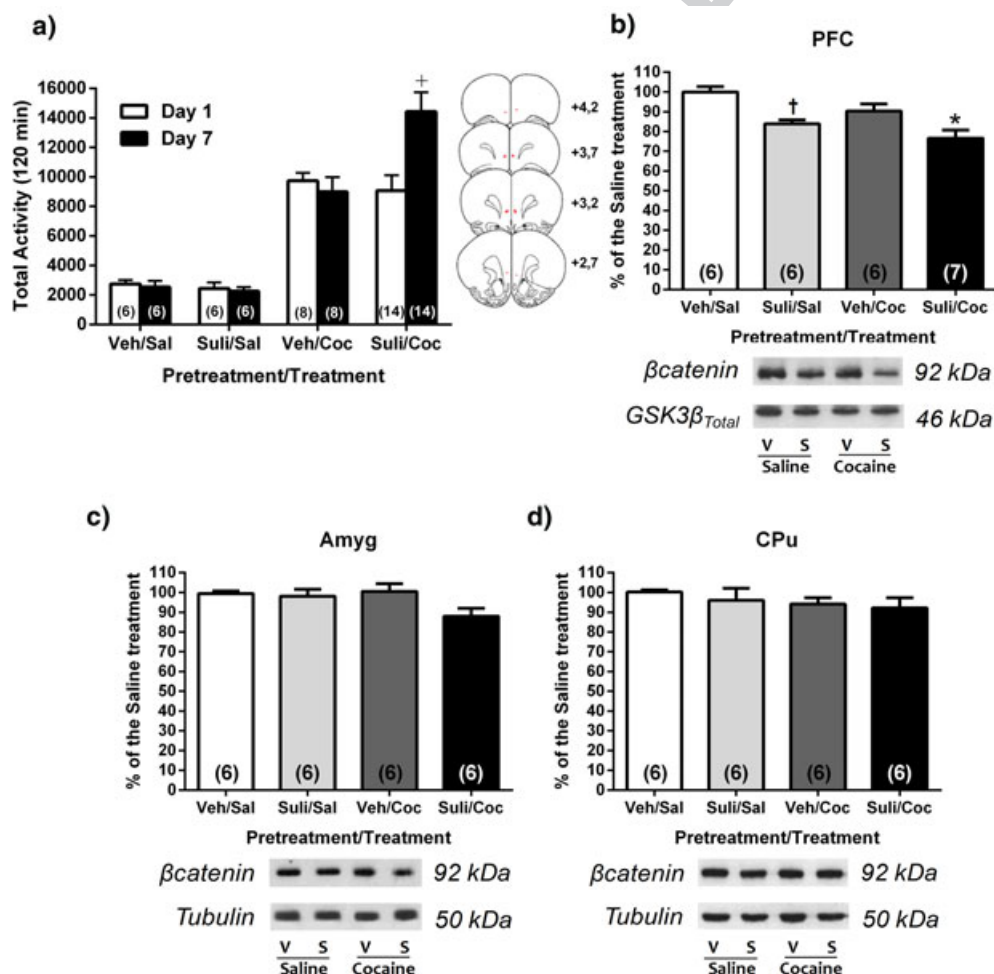 a)
+
16000
14000
12000
10000
8000
6000
4000
2000
0
Total Activity (120 min)
Day 1
Day 7
(6) (6) (6) (6) (8) (8) (14) (14)
Veh/Sal Suli/Sal Veh/Coc Suli/Coc
Pretreatment/Treatment
+4,2
+3,7
+3,2
+2,7
b)
PFC
110
100
90
80
70
60
50
40
30
20
10
0
% of the Saline treatment
† *
(6) (6) (6) (7)
Veh/Sal Suli/Sal Veh/Coc Suli/Coc
Pretreatment/Treatment
βcatenin 92 kDa
GSK3βTotal 46 kDa
V S V S
Saline Cocaine
c)
Amyg
110
100
90
80
70
60
50
40
30
20
10
0
% of the Saline treatment
(6) (6) (6) (6)
Veh/Sal Suli/Sal Veh/Coc Suli/Coc
Pretreatment/Treatment
βcatenin 92 kDa
Tubulin 50 kDa
V S V S
Saline Cocaine
d)
CPu
110
100
90
80
70
60
50
40
30
20
10
0
% of the Saline treatment
(6) (6) (6) (6)
Veh/Sal Suli/Sal Veh/Coc Suli/Coc
Pretreatment/Treatment
βcatenin 92 kDa
Tubulin 50 kDa
V S V S
Saline Cocaine